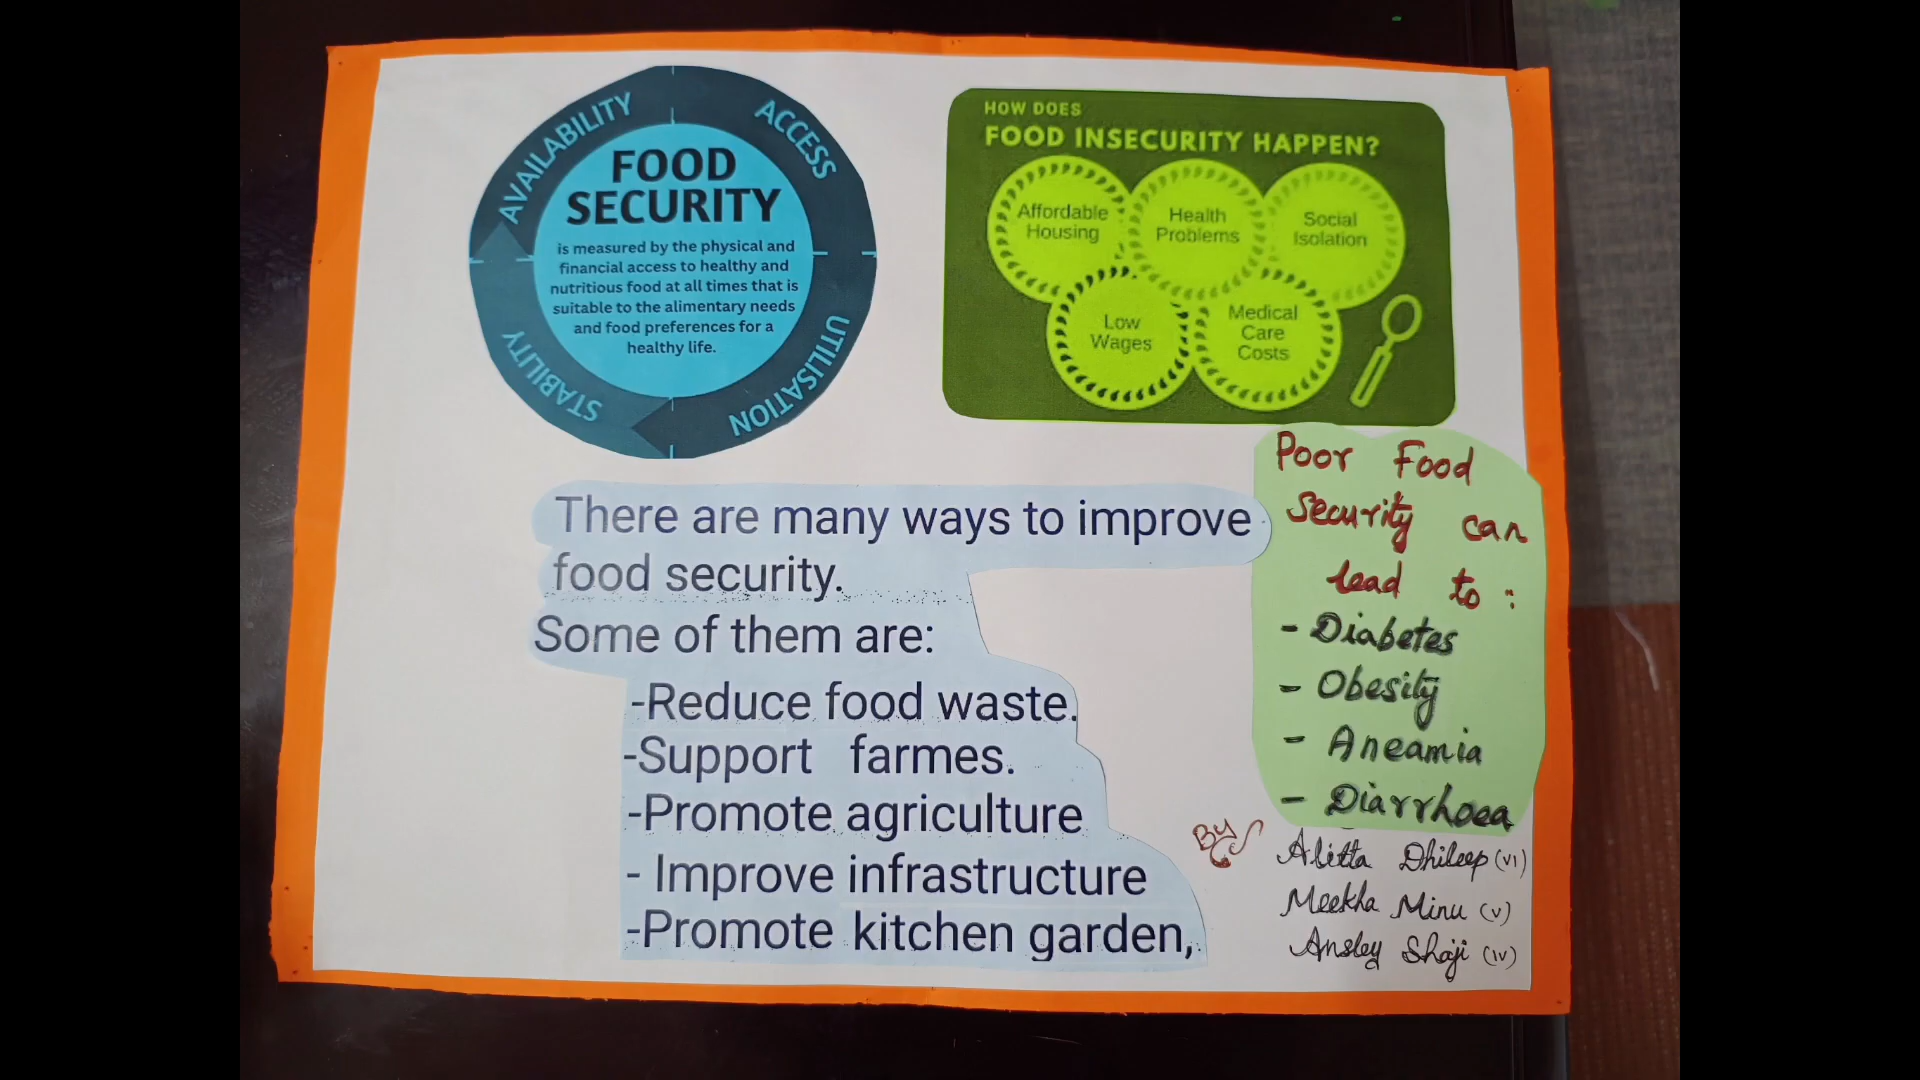 AVAILABILITY
ACCESS
UTILISATION
STABILITY
FOOD
SECURITY
is measured by the physical and
financial access to healthy and
nutritious food at all times that is
suitable to the alimentary needs
and food preferences for a
healthy life.
HOW DOES
FOOD INSECURITY HAPPEN?
Affordable
Housing
Health
Problems
Social
Isolation
Low
Wages
Medical
Care
Costs
There are many ways to improve
food security.
Some of them are:
-Reduce food waste.
-Support farmes.
-Promote agriculture
- Improve infrastructure
-Promote kitchen garden,
Poor Food
Security can
lead to :
- Diabetes
- Obesity
- Aneamia
- Diarrhoea
By
Alitta Dhileep (VI)
Meekha Minu (V)
Ansley Shaji (IV)